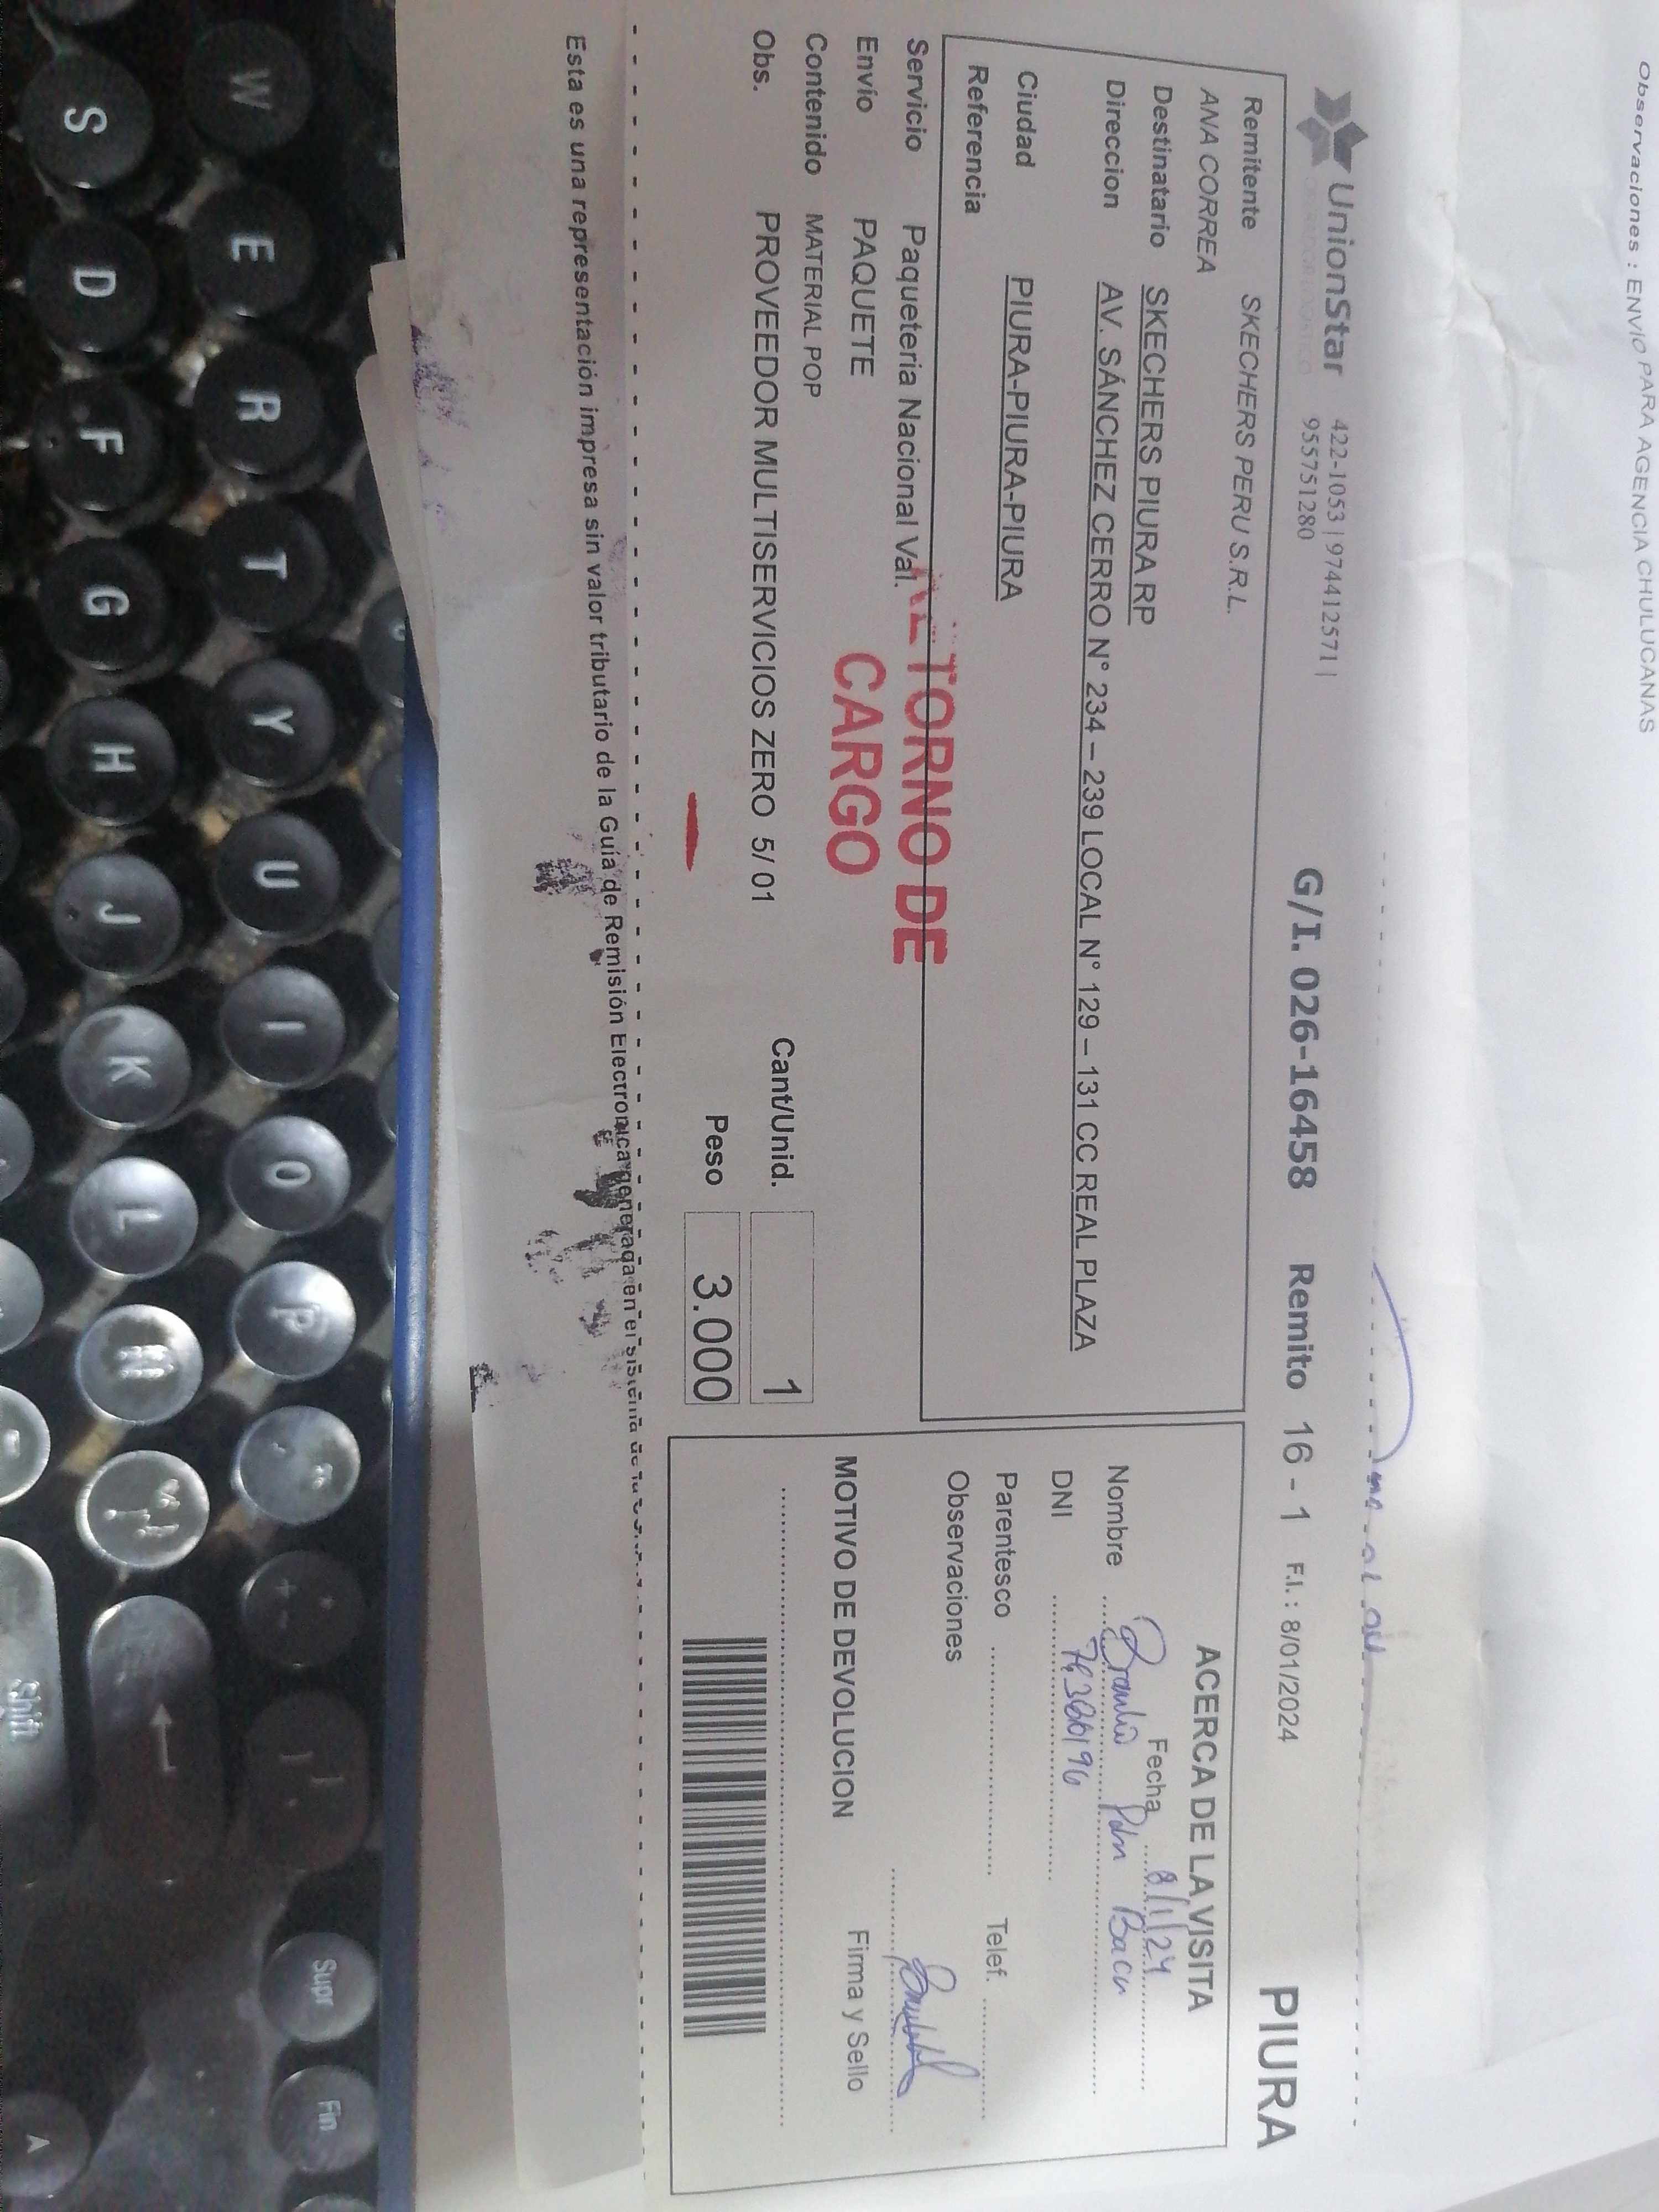 Observaciones : ENVIO PARA AGENCIA CHULUCANAS
UnionStar
422-1053 | 974412571 |
955751280
G/I. 026-16458 Remito 16 - 1 F.I. : 8/01/2024 PIURA
Remitente SKECHERS PERU S.R.L.
ANA CORREA
Destinatario SKECHERS PIURA RP
Direccion AV. SÁNCHEZ CERRO N° 234 – 239 LOCAL N° 129 – 131 CC REAL PLAZA
Ciudad PIURA-PIURA-PIURA
Referencia
Servicio Paqueteria Nacional Val.
Envío PAQUETE
Contenido MATERIAL POP
Obs. PROVEEDOR MULTISERVICIOS ZERO 5/ 01
TORNO DE
CARGO
Cant/Unid. 1
Peso 3.000
ACERCA DE LA VISITA
Fecha 8/1/24
Nombre
DNI
Parentesco Telef.
Observaciones
Firma y Sello
MOTIVO DE DEVOLUCION
Esta es una representación impresa sin valor tributario de la Guía de Remisión Electronica generada en el sistema
W E R T Y U I O P
S D F G H J K L Ñ
Supr
Fin
Shift